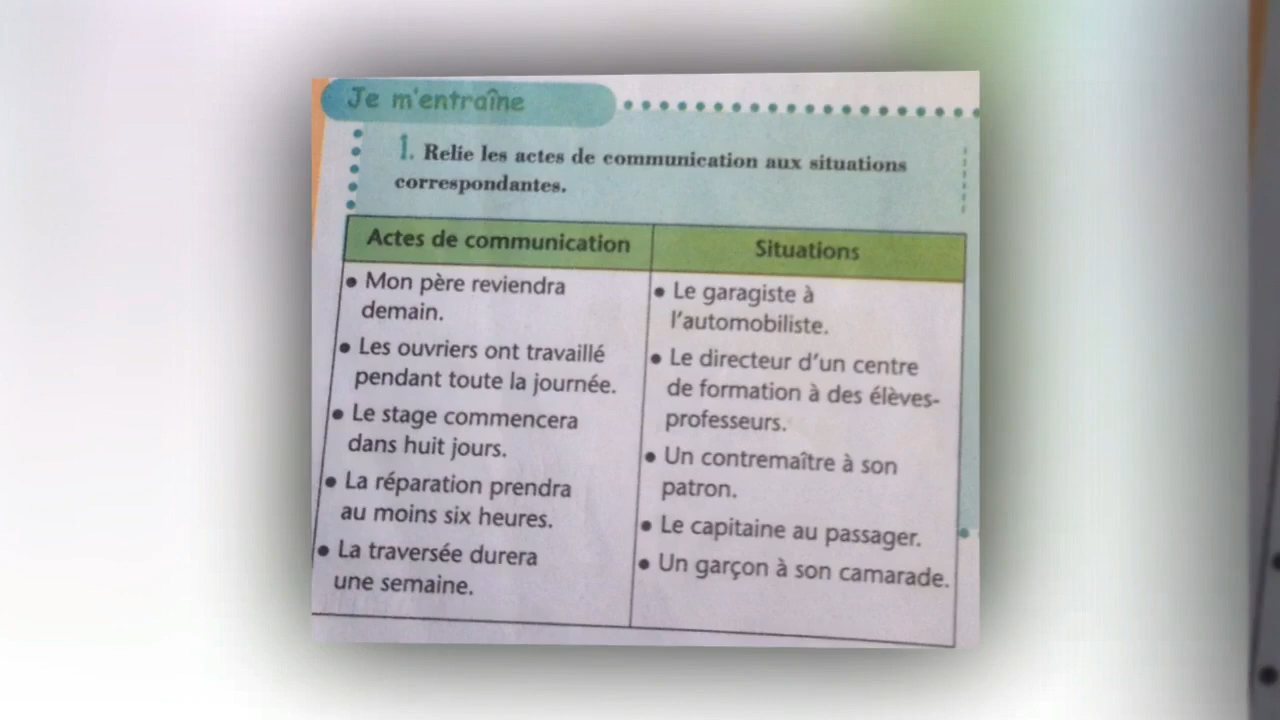 Je m'entraîne
1. Relie les actes de communication aux situations
correspondantes.
Actes de communication
Situations
• Mon père reviendra
demain.
• Les ouvriers ont travaillé
pendant toute la journée.
• Le stage commencera
dans huit jours.
• La réparation prendra
au moins six heures.
• La traversée durera
une semaine.
• Le garagiste à
l'automobiliste.
• Le directeur d'un centre
de formation à des élèves-
professeurs.
• Un contremaître à son
patron.
• Le capitaine au passager.
• Un garçon à son camarade.